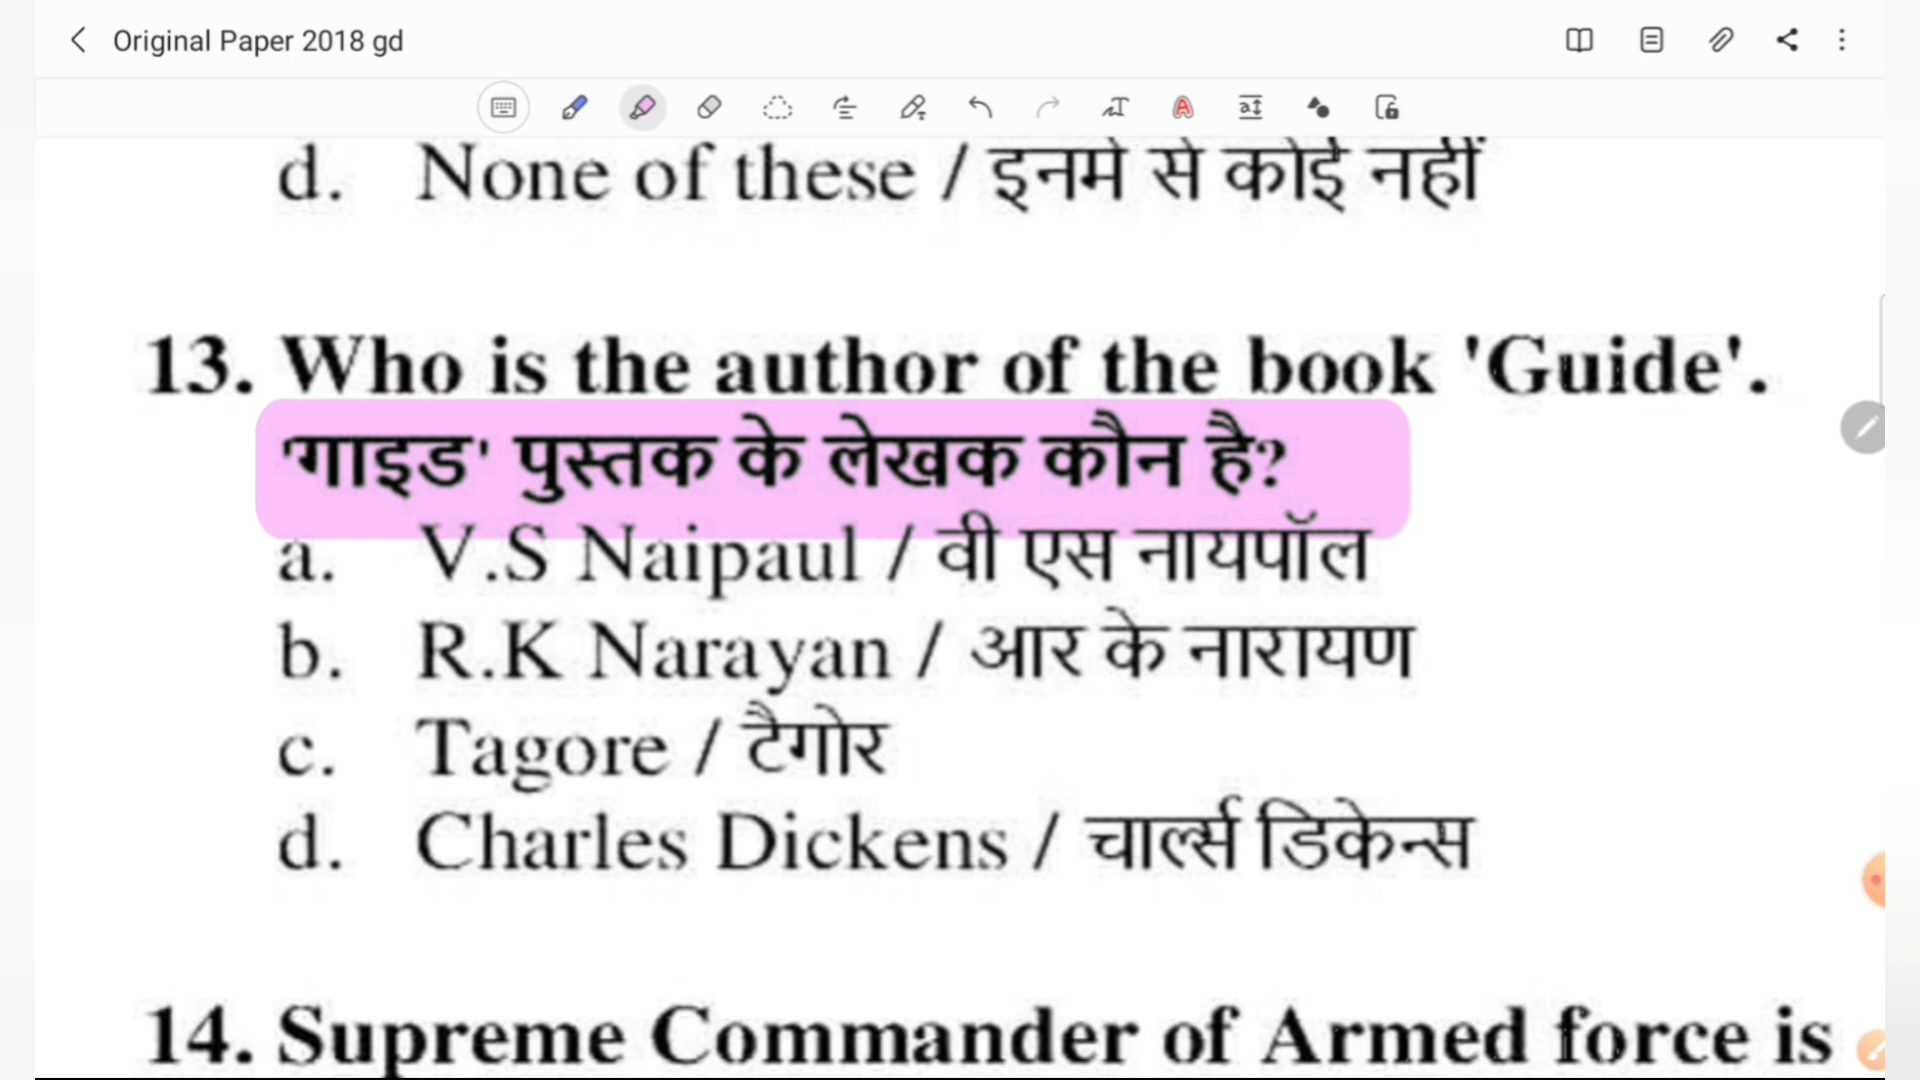 Original Paper 2018 gd
d. None of these / इनमे से कोई नहीं
13. Who is the author of the book 'Guide'.
'गाइड' पुस्तक के लेखक कौन है?
a. V.S Naipaul / वी एस नायपॉल
b. R.K Narayan / आर के नारायण
c. Tagore / टैगोर
d. Charles Dickens / चार्ल्स डिकेन्स
14. Supreme Commander of Armed force is